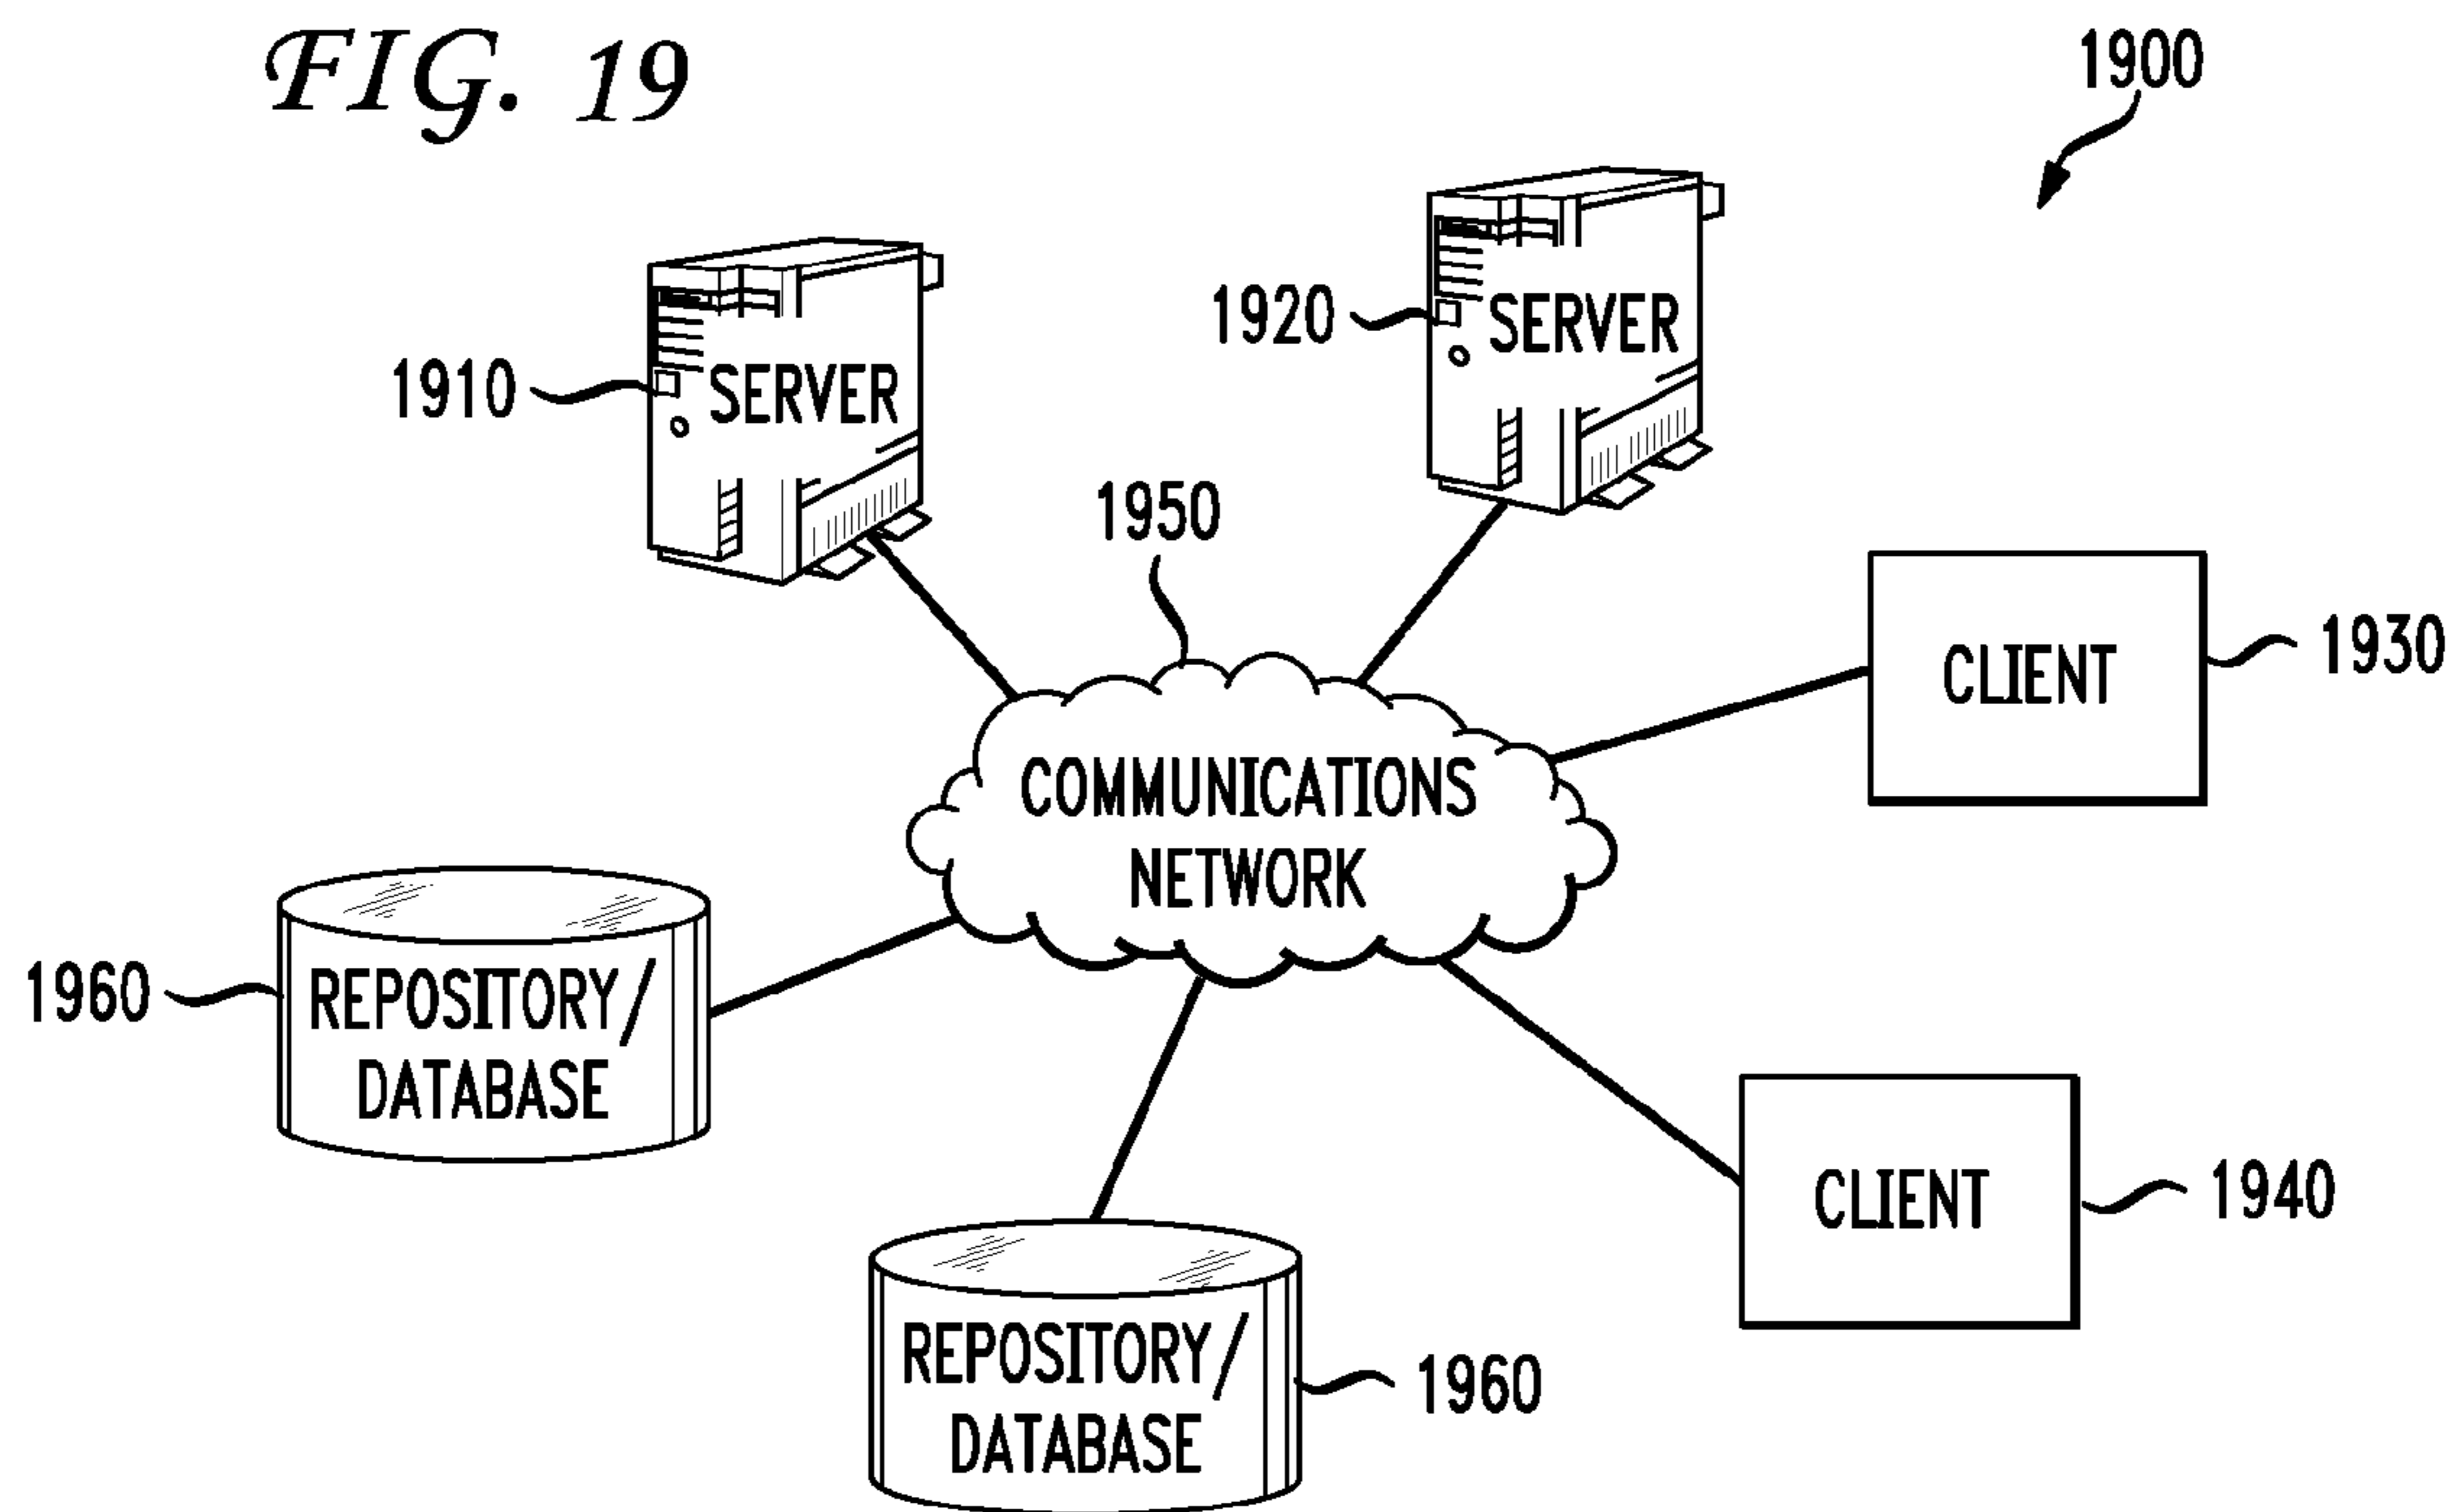 FIG. 19
1900
1920
SERVER
1910
SERVER
1950
CLIENT
1930
COMMUNICATIONS
NETWORK
1960
REPOSITORY/
DATABASE
CLIENT
1940
REPOSITORY/
DATABASE
1960